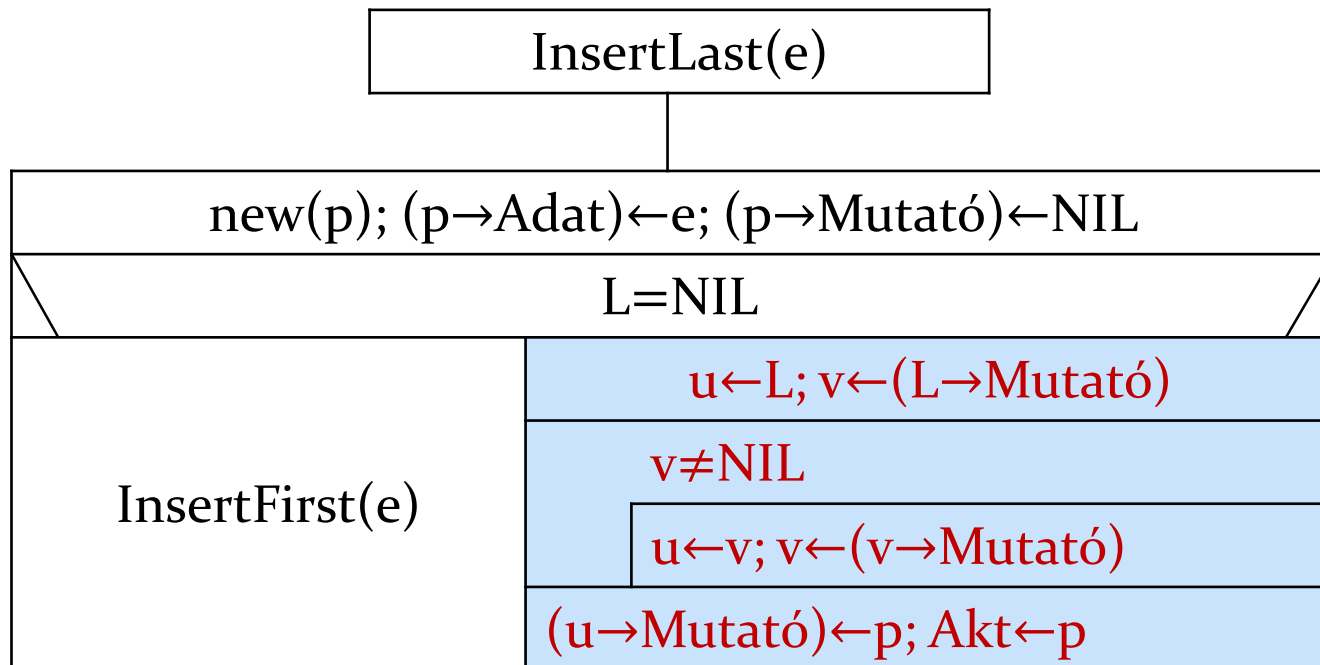 InsertLast(e)
new(p); (p→Adat)←e; (p→Mutató)←NIL
L=NIL
InsertFirst(e)
u←L; v←(L→Mutató)
v≠NIL
u←v; v←(v→Mutató)
(u→Mutató)←p; Akt←p